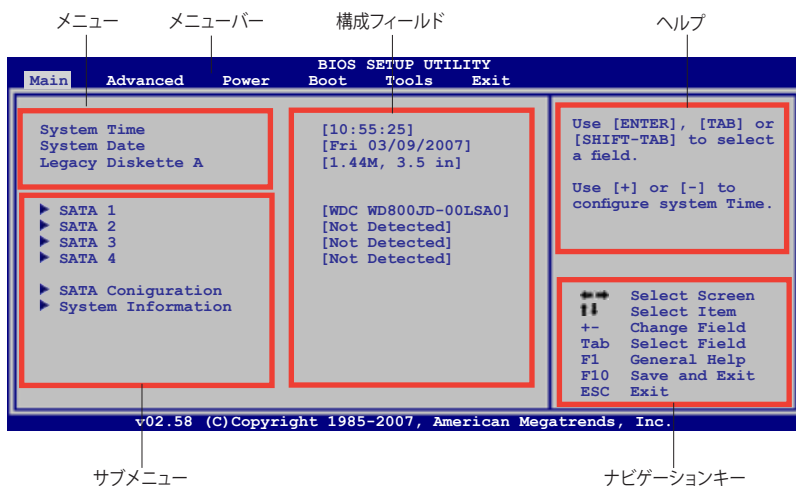 メニュー メニューバー 構成フィールド ヘルプ
BIOS SETUP UTILITY
Main Advanced Power Boot Tools Exit
System Time [10:55:25]
System Date [Fri 03/09/2007]
Legacy Diskette A [1.44M, 3.5 in]
SATA 1 [WDC WD800JD-00LSA0]
SATA 2 [Not Detected]
SATA 3 [Not Detected]
SATA 4 [Not Detected]
SATA Coniguration
System Information
Use [ENTER], [TAB] or
[SHIFT-TAB] to select
a field.
Use [+] or [-] to
configure system Time.
←→ Select Screen
↑↓ Select Item
+- Change Field
Tab Select Field
F1 General Help
F10 Save and Exit
ESC Exit
v02.58 (C)Copyright 1985-2007, American Megatrends, Inc.
サブメニュー ナビゲーションキー